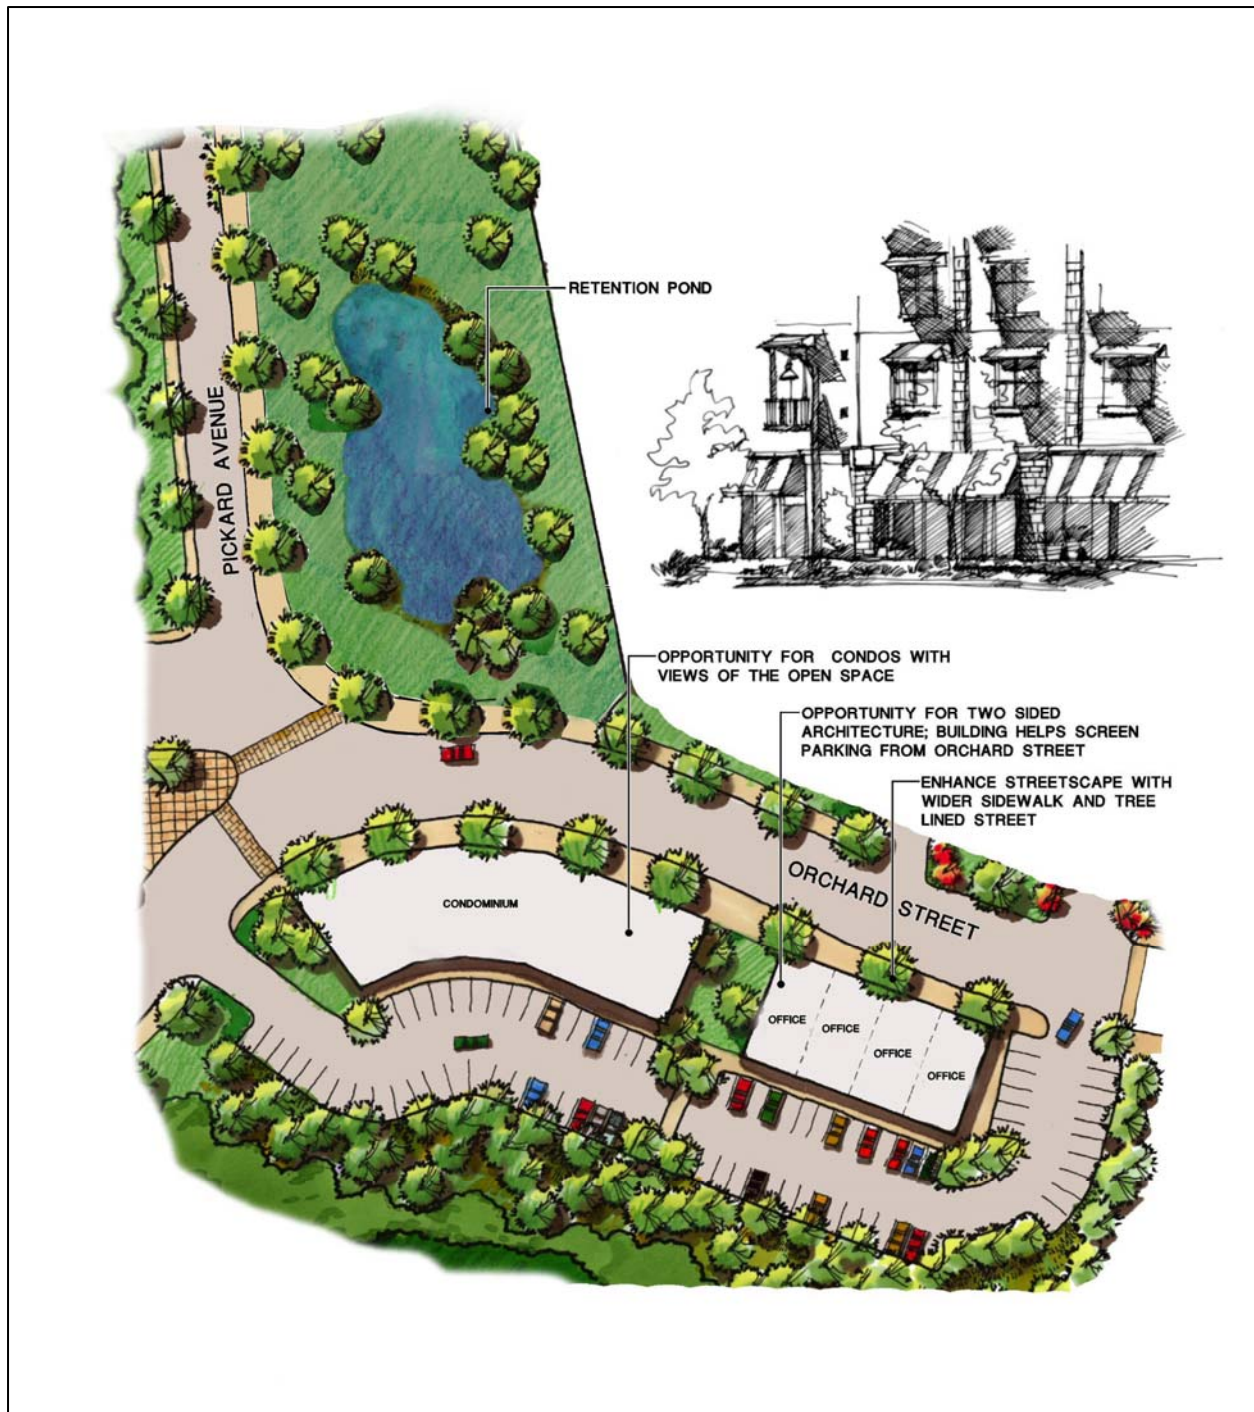 RETENTION POND
PICKARD AVENUE
OPPORTUNITY FOR CONDOS WITH
VIEWS OF THE OPEN SPACE
OPPORTUNITY FOR TWO SIDED
ARCHITECTURE; BUILDING HELPS SCREEN
PARKING FROM ORCHARD STREET
ENHANCE STREETSCAPE WITH
WIDER SIDEWALK AND TREE
LINED STREET
ORCHARD STREET
CONDOMINIUM
OFFICE
OFFICE
OFFICE
OFFICE